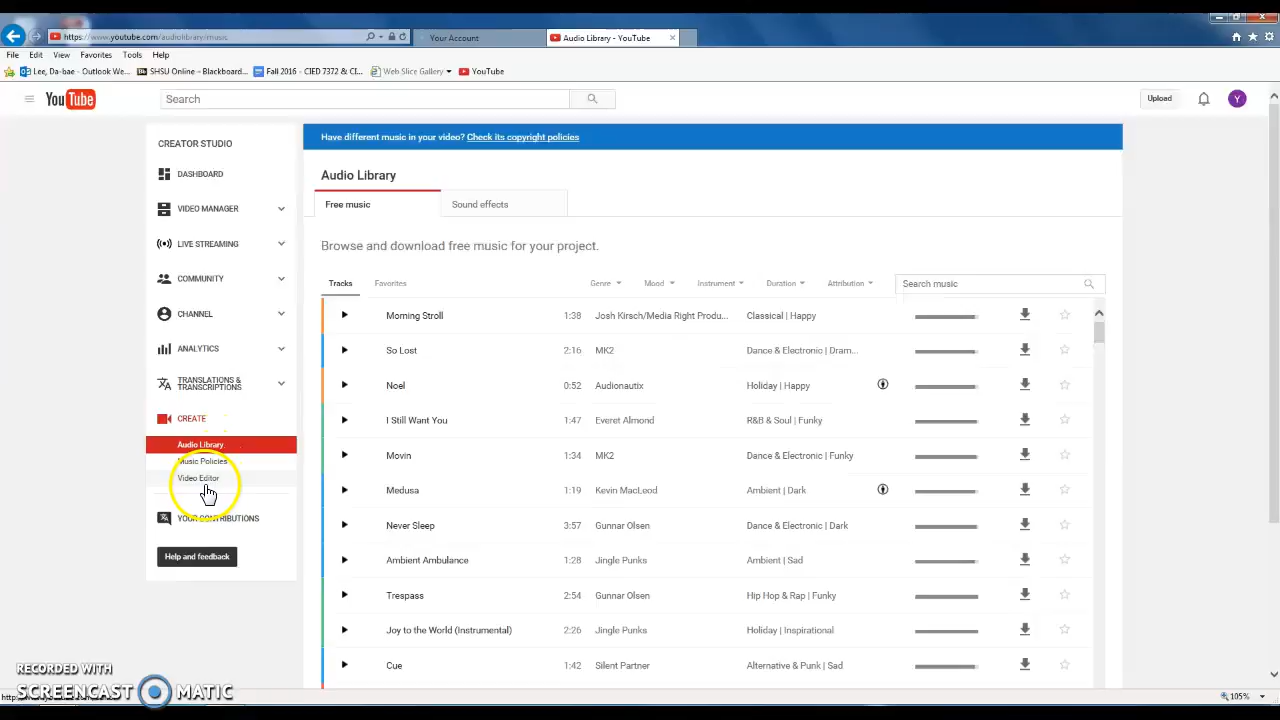 https://www.youtube.com/audiolibrary/music
Your Account
Audio Library - YouTube
File Edit View Favorites Tools Help
Lee, Da-bae - Outlook We...
SHSU Online – Blackboard...
Fall 2016 - CIED 7372 & CI...
Web Slice Gallery
YouTube
YouTube
Search
Upload
Y
CREATOR STUDIO
DASHBOARD
VIDEO MANAGER
LIVE STREAMING
COMMUNITY
CHANNEL
ANALYTICS
TRANSLATIONS &
TRANSCRIPTIONS
CREATE
Audio Library
Music Policies
Video Editor
YOUR CONTRIBUTIONS
Help and feedback
Have different music in your video? Check its copyright policies
Audio Library
Free music Sound effects
Browse and download free music for your project.
Tracks Favorites Genre Mood Instrument Duration Attribution Search music
Morning Stroll 1:38 Josh Kirsch/Media Right Produ... Classical | Happy
So Lost 2:16 MK2 Dance & Electronic | Dram...
Noel 0:52 Audionautix Holiday | Happy
I Still Want You 1:47 Everet Almond R&B & Soul | Funky
Movin 1:34 MK2 Dance & Electronic | Funky
Medusa 1:19 Kevin MacLeod Ambient | Dark
Never Sleep 3:57 Gunnar Olsen Dance & Electronic | Dark
Ambient Ambulance 1:28 Jingle Punks Ambient | Sad
Trespass 2:54 Gunnar Olsen Hip Hop & Rap | Funky
Joy to the World (Instrumental) 2:26 Jingle Punks Holiday | Inspirational
Cue 1:42 Silent Partner Alternative & Punk | Sad
RECORDED WITH
SCREENCAST MATIC
105%